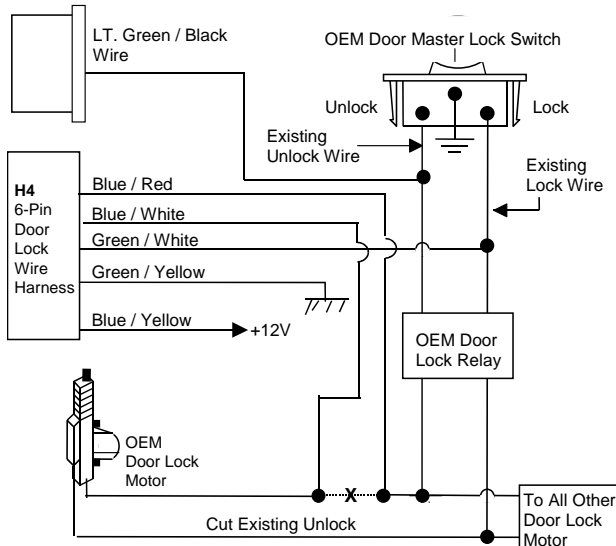 LT. Green / Black
Wire
OEM Door Master Lock Switch
Unlock
Lock
Existing
Unlock Wire
Existing
Lock Wire
H4
6-Pin
Door
Lock
Wire
Harness
Blue / Red
Blue / White
Green / White
Green / Yellow
Blue / Yellow
+12V
OEM Door
Lock Relay
OEM
Door Lock
Motor
X
Cut Existing Unlock
To All Other
Door Lock
Motor